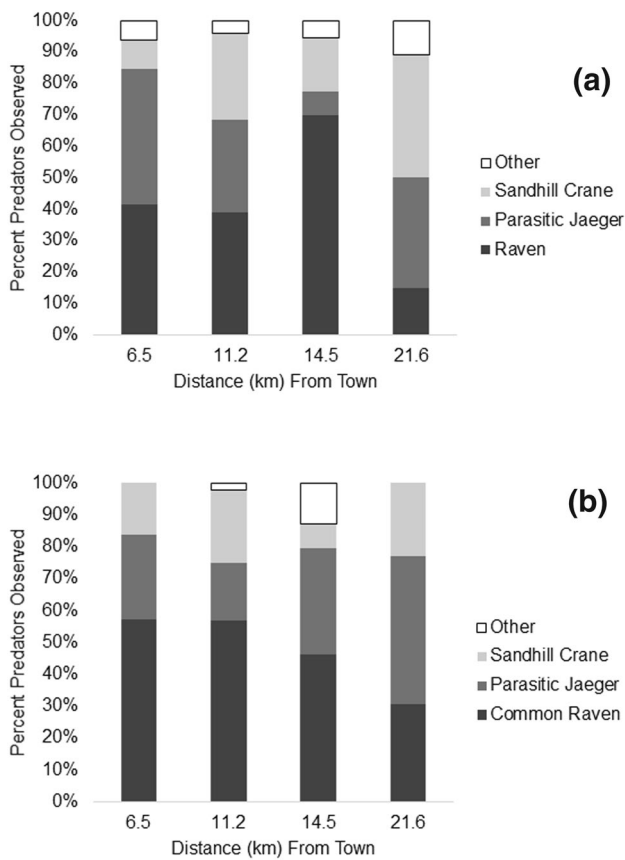 100%
90%
80%
70%
60%
50%
40%
30%
20%
10%
0%
Percent Predators Observed
6.5 11.2 14.5 21.6
Distance (km) From Town
(a)
Other
Sandhill Crane
Parasitic Jaeger
Raven
100%
90%
80%
70%
60%
50%
40%
30%
20%
10%
0%
Percent Predators Observed
6.5 11.2 14.5 21.6
Distance (km) From Town
(b)
Other
Sandhill Crane
Parasitic Jaeger
Common Raven